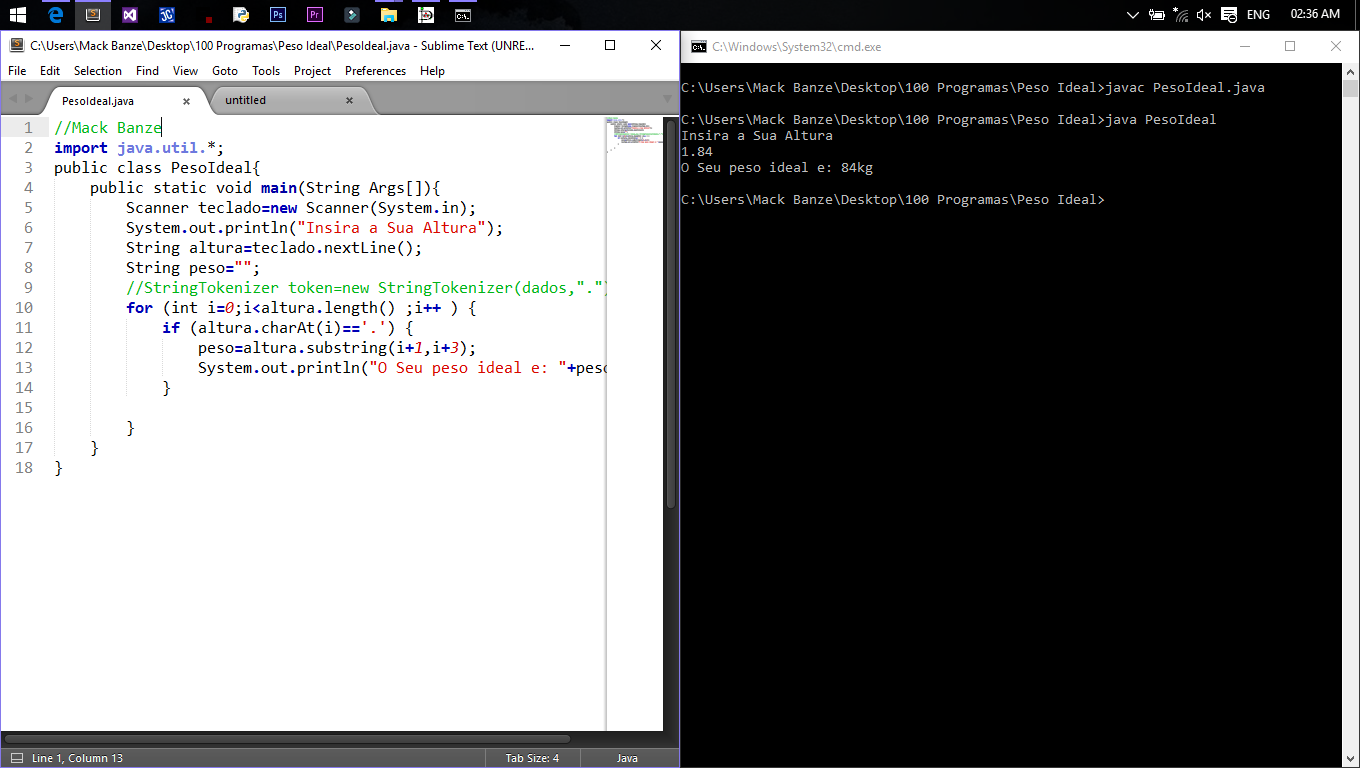 ENG
02:36 AM
C:\Users\Mack Banze\Desktop\100 Programas\Peso Ideal\PesoIdeal.java - Sublime Text (UNRE...
File Edit Selection Find View Goto Tools Project Preferences Help
PesoIdeal.java × untitled ×
1 //Mack Banze
2 import java.util.*;
3 public class PesoIdeal{
4 public static void main(String Args[]){
5 Scanner teclado=new Scanner(System.in);
6 System.out.println("Insira a Sua Altura");
7 String altura=teclado.nextLine();
8 String peso="";
9 //StringTokenizer token=new StringTokenizer(dados,".")
10 for (int i=0;i<altura.length() ;i++ ) {
11 if (altura.charAt(i)=='.') {
12 peso=altura.substring(i+1,i+3);
13 System.out.println("O Seu peso ideal e: "+peso
14 }
15
16 }
17 }
18 }
Line 1, Column 13
Tab Size: 4
Java
C:\Windows\System32\cmd.exe
C:\Users\Mack Banze\Desktop\100 Programas\Peso Ideal>javac PesoIdeal.java
C:\Users\Mack Banze\Desktop\100 Programas\Peso Ideal>java PesoIdeal
Insira a Sua Altura
1.84
O Seu peso ideal e: 84kg
C:\Users\Mack Banze\Desktop\100 Programas\Peso Ideal>